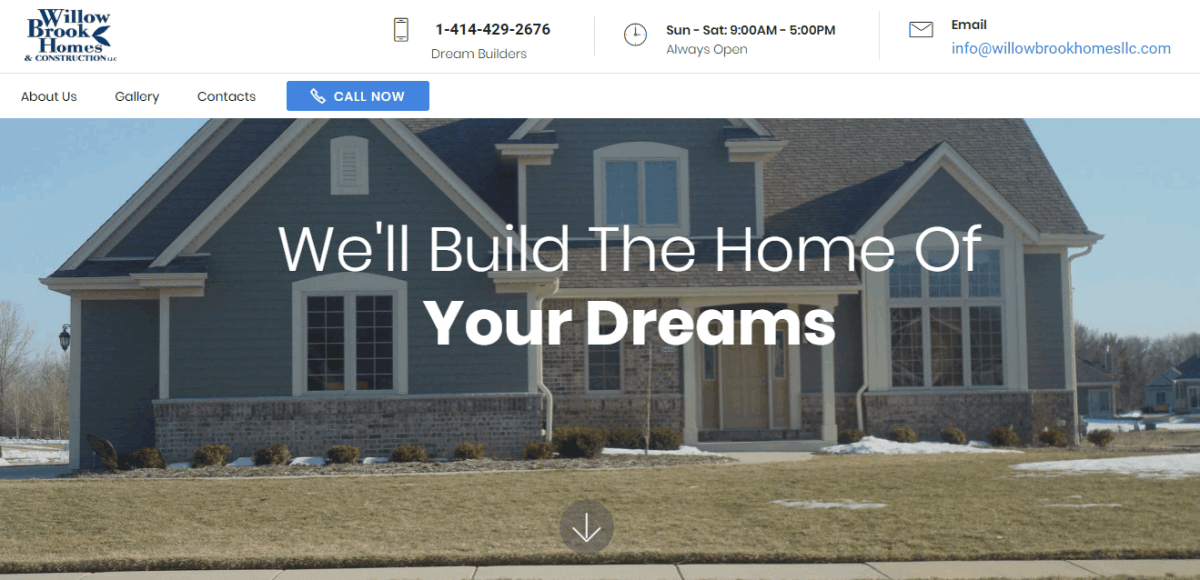 Willow
Brook
Homes
& CONSTRUCTION LLC
1-414-429-2676
Dream Builders
Sun - Sat: 9:00AM - 5:00PM
Always Open
Email
info@willowbrookhomesllc.com
About Us
Gallery
Contacts
CALL NOW
We'll Build The Home Of
Your Dreams